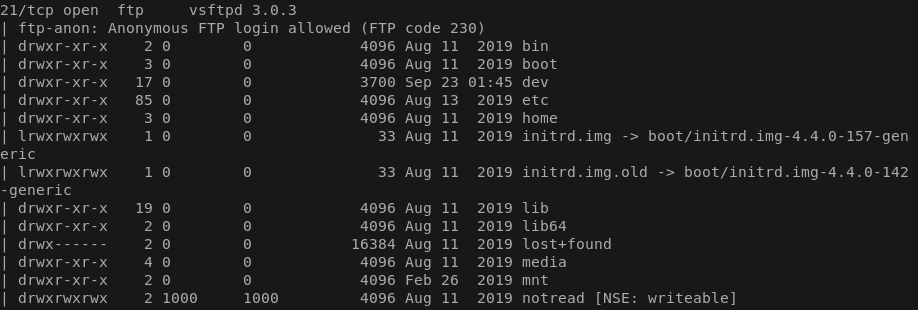 21/tcp open  ftp     vsftpd 3.0.3
| ftp-anon: Anonymous FTP login allowed (FTP code 230)
| drwxr-xr-x    2 0        0            4096 Aug 11  2019 bin
| drwxr-xr-x    3 0        0            4096 Aug 11  2019 boot
| drwxr-xr-x   17 0        0            3700 Sep 23 01:45 dev
| drwxr-xr-x   85 0        0            4096 Aug 13  2019 etc
| drwxr-xr-x    3 0        0            4096 Aug 11  2019 home
| lrwxrwxrwx    1 0        0              33 Aug 11  2019 initrd.img -> boot/initrd.img-4.4.0-157-gen
eric
| lrwxrwxrwx    1 0        0              33 Aug 11  2019 initrd.img.old -> boot/initrd.img-4.4.0-142
-generic
| drwxr-xr-x   19 0        0            4096 Aug 11  2019 lib
| drwxr-xr-x    2 0        0            4096 Aug 11  2019 lib64
| drwx------    2 0        0           16384 Aug 11  2019 lost+found
| drwxr-xr-x    4 0        0            4096 Aug 11  2019 media
| drwxr-xr-x    2 0        0            4096 Feb 26  2019 mnt
| drwxrwxrwx    2 1000     1000         4096 Aug 11  2019 notread [NSE: writeable]